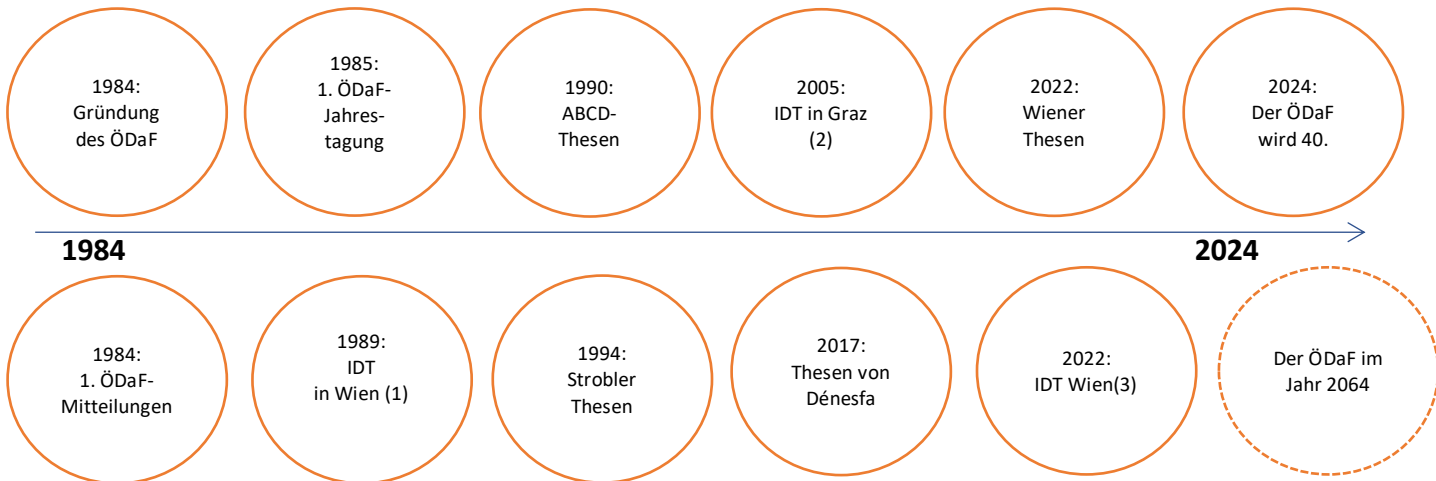 1984:
Gründung
des ÖDaF
1985:
1. ÖDaF-
Jahres-
tagung
1990:
ABCD-
Thesen
2005:
IDT in Graz
(2)
2022:
Wiener
Thesen
2024:
Der ÖDaF
wird 40.
1984
2024
1984:
1. ÖDaF-
Mitteilungen
1989:
IDT
in Wien (1)
1994:
Strobler
Thesen
2017:
Thesen von
Dénesfa
2022:
IDT Wien(3)
Der ÖDaF im
Jahr 2064